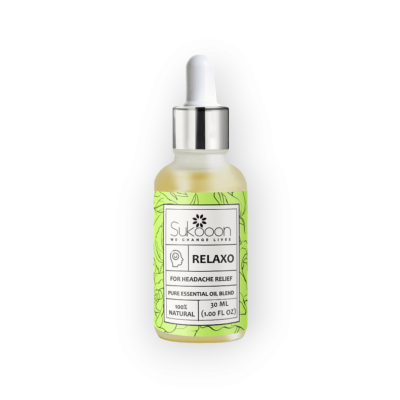 Sukooon
WE CHANGE LIVES
RELAXO
FOR HEADACHE RELIEF
PURE ESSENTIAL OIL BLEND
100%
NATURAL
30 ML
(1.00 FL OZ)